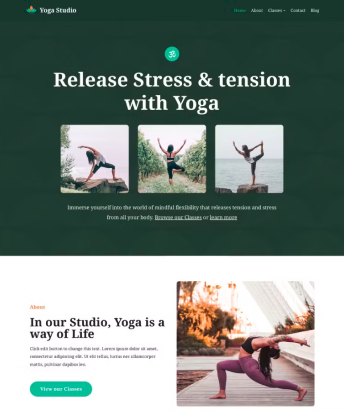 Yoga Studio
Home About Classes Contact Blog
Release Stress & tension
with Yoga
Immerse yourself into the world of mindful flexibility that releases tension and stress
from all your body. Browse our Classes or learn more
About
In our Studio, Yoga is a
way of Life
Click edit button to change this text. Lorem ipsum dolor sit amet,
consectetur adipiscing elit. Ut elit tellus, luctus nec ullamcorper
mattis, pulvinar dapibus leo.
View our Classes